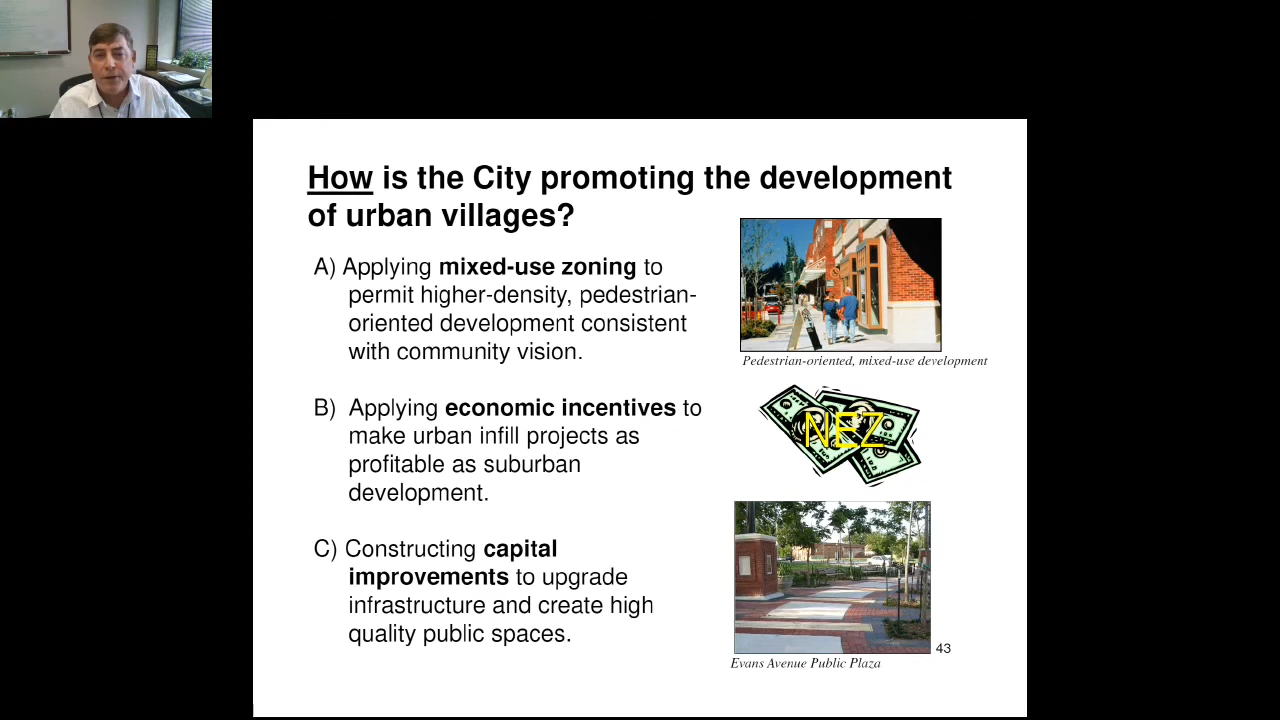 How is the City promoting the development
of urban villages?
A) Applying mixed-use zoning to
permit higher-density, pedestrian-
oriented development consistent
with community vision.
Pedestrian-oriented, mixed-use development
B) Applying economic incentives to
make urban infill projects as
profitable as suburban
development.
NEZ
C) Constructing capital
improvements to upgrade
infrastructure and create high
quality public spaces.
Evans Avenue Public Plaza
43